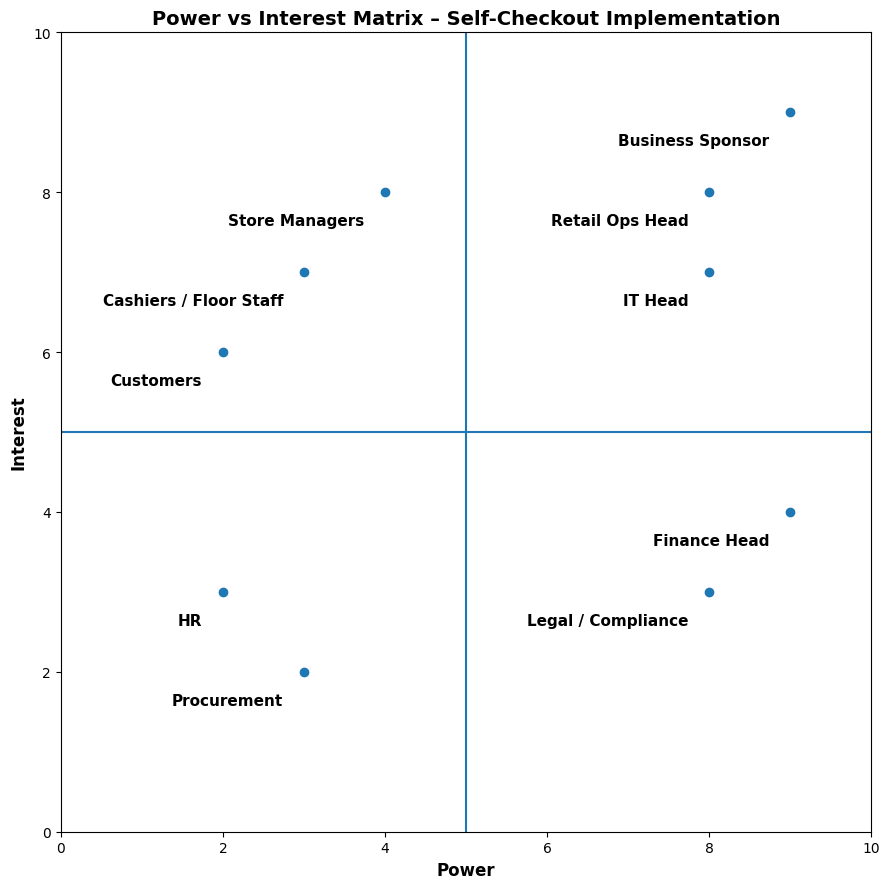 Power vs Interest Matrix – Self-Checkout Implementation
10
Business Sponsor
8
Store Managers
Retail Ops Head
Cashiers / Floor Staff
IT Head
6
Customers
Interest
4
Finance Head
HR
Legal / Compliance
2
Procurement
0
0 2 4 6 8 10
Power